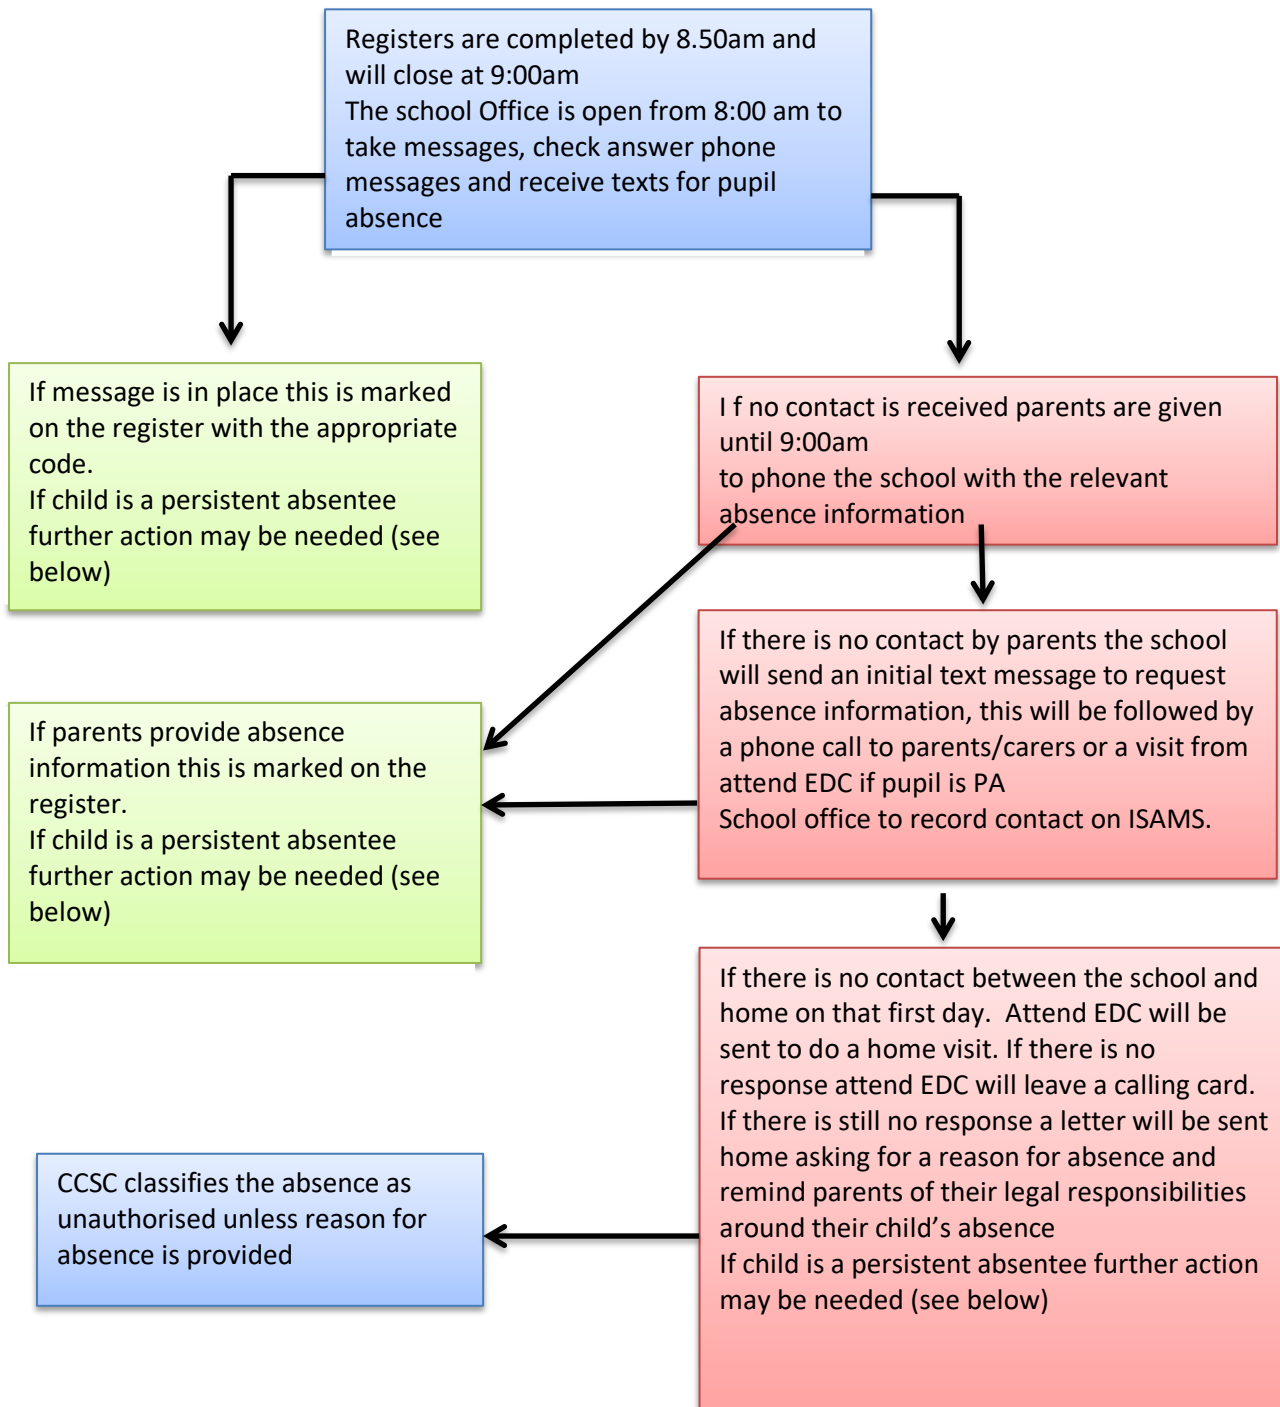 Registers are completed by 8.50am and
will close at 9:00am
The school Office is open from 8:00 am to
take messages, check answer phone
messages and receive texts for pupil
absence
If message is in place this is marked
on the register with the appropriate
code.
If child is a persistent absentee
further action may be needed (see
below)
I f no contact is received parents are given
until 9:00am
to phone the school with the relevant
absence information
If there is no contact by parents the school
will send an initial text message to request
absence information, this will be followed by
a phone call to parents/carers or a visit from
attend EDC if pupil is PA
School office to record contact on ISAMS.
If parents provide absence
information this is marked on the
register.
If child is a persistent absentee
further action may be needed (see
below)
If there is no contact between the school and
home on that first day.  Attend EDC will be
sent to do a home visit. If there is no
response attend EDC will leave a calling card.
If there is still no response a letter will be sent
home asking for a reason for absence and
remind parents of their legal responsibilities
around their child’s absence
If child is a persistent absentee further action
may be needed (see below)
CCSC classifies the absence as
unauthorised unless reason for
absence is provided